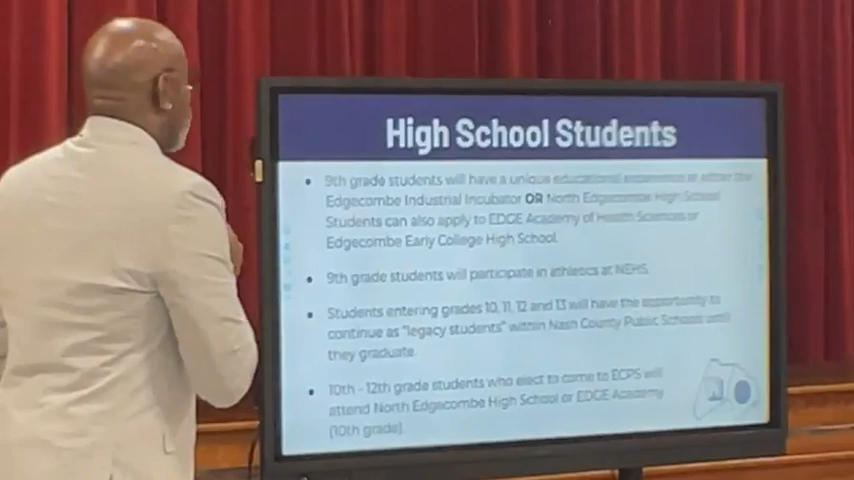 High School Students
• 9th grade students will have a unique educational experience at either the
Edgecombe Industrial Incubator OR North Edgecombe High School
Students can also apply to EDGE Academy of Health Sciences or
Edgecombe Early College High School.
• 9th grade students will participate in athletics at NEHS.
• Students entering grades 10, 11, 12 and 13 will have the opportunity to
continue as "legacy students" within Nash County Public Schools until
they graduate.
• 10th - 12th grade students who elect to come to ECPS will
attend North Edgecombe High School or EDGE Academy
(10th grade).